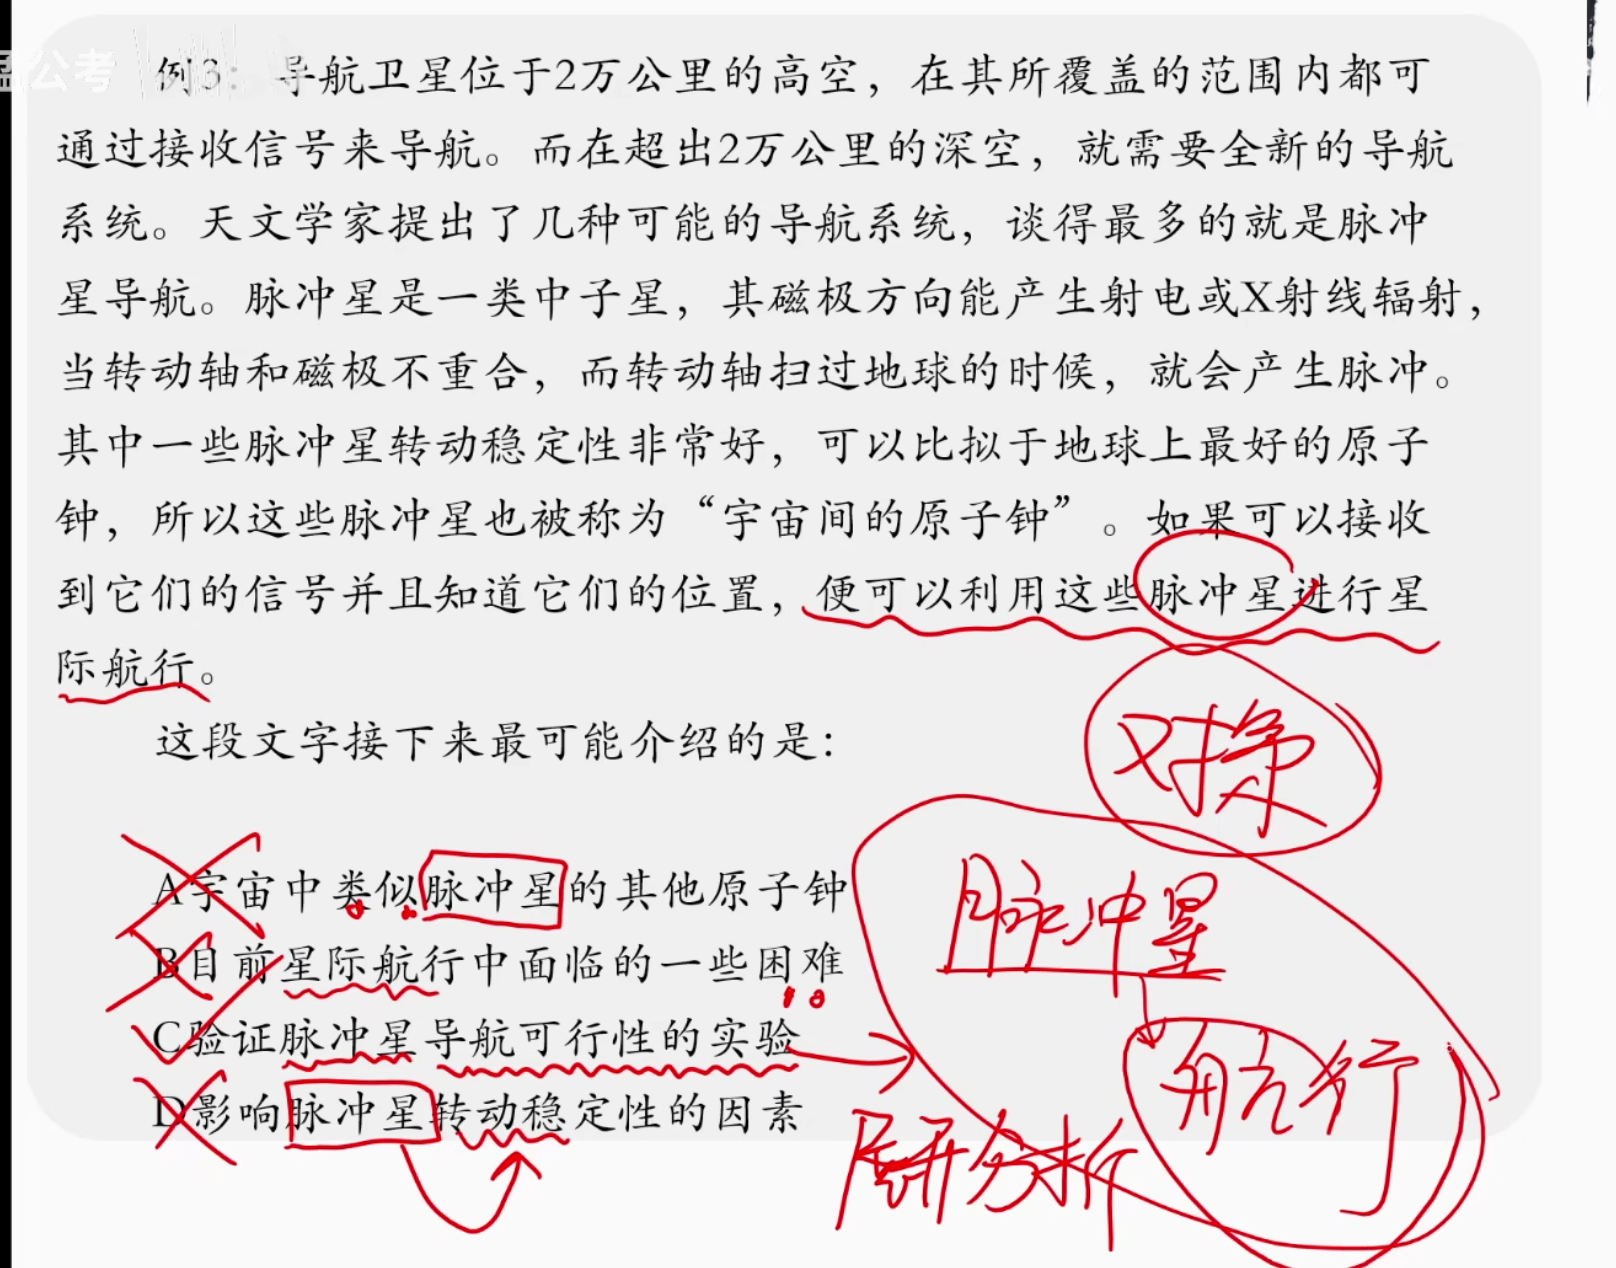 孟公考
例3：导航卫星位于2万公里的高空，在其所覆盖的范围内都可
通过接收信号来导航。而在超出2万公里的深空，就需要全新的导航
系统。天文学家提出了几种可能的导航系统，谈得最多的就是脉冲
星导航。脉冲星是一类中子星，其磁极方向能产生射电或X射线辐射，
当转动轴和磁极不重合，而转动轴扫过地球的时候，就会产生脉冲。
其中一些脉冲星转动稳定性非常好，可以比拟于地球上最好的原子
钟，所以这些脉冲星也被称为“宇宙间的原子钟”。如果可以接收
到它们的信号并且知道它们的位置，便可以利用这些脉冲星进行星
际航行。
这段文字接下来最可能介绍的是：
对象
A宇宙中类似脉冲星的其他原子钟
脉冲星
B目前星际航行中面临的一些困难
C验证脉冲星导航可行性的实验
航行
D影响脉冲星转动稳定性的因素
展开分析